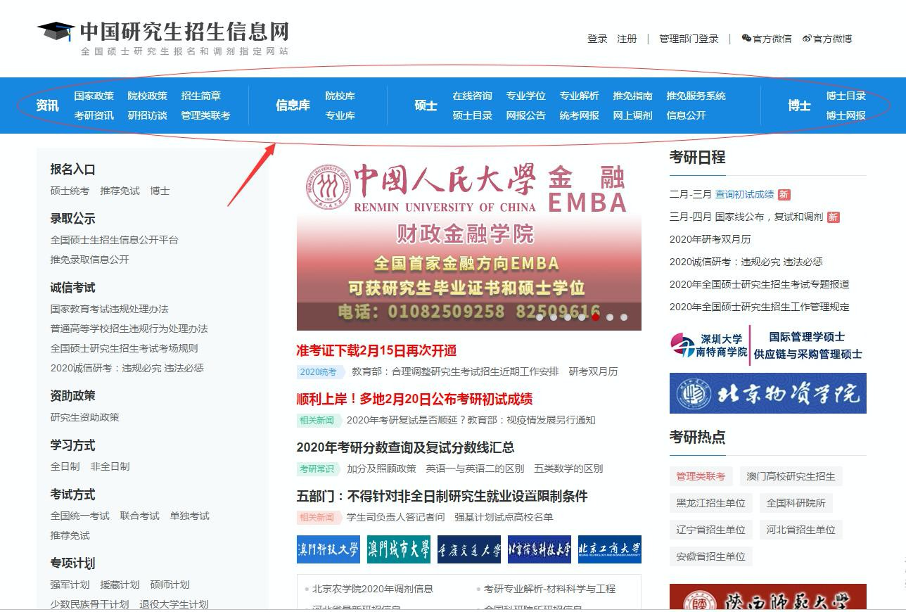 中国研究生招生信息网
全国硕士研究生报名和调剂指定网站
登录 注册 | 管理部门登录 | 官方微信 官方微博
资讯 国家政策 院校政策 招生简章
考研资讯 研招访谈 管理类联考
信息库 院校库
专业库
硕士 在线咨询 专业学位 专业解析 推免指南 推免服务系统
硕士目录 网报公告 统考网报 网上调剂 信息公开
博士 博士目录
博士网报
报名入口
硕士统考 推荐免试 博士
录取公示
全国硕士生招生信息公开平台
推免录取信息公开
诚信考试
国家教育考试违规处理办法
普通高等学校招生违规行为处理办法
全国硕士研究生招生考试考场规则
2020诚信研考:违规必究 违法必惩
资助政策
研究生资助政策
学习方式
全日制 非全日制
考试方式
全国统一考试 联合考试 单独考试
推荐免试
专项计划
强军计划 援藏计划 硕师计划
少数民族骨干计划 退役大学生计划
中国人民大学 金融
RENMIN UNIVERSITY OF CHINA EMBA
财政金融学院
全国首家金融方向EMBA
可获研究生毕业证书和硕士学位
电话:01082509258 82509616
准考证下载2月15日再次开通
2020统考 教育部:合理调整研究生考试招生近期工作安排 研考双月历
顺利上岸!多地2月20日公布考研初试成绩
相关新闻 2020年考研复试是否顺延?教育部:视疫情发展另行通知
2020年考研分数查询及复试分数线汇总
考研常识 加分及照顾政策 英语一与英语二的区别 五类数学的区别
五部门:不得针对非全日制研究生就业设置限制条件
相关新闻 学生司负责人答记者问 强基计划试点高校名单
澳門科技大學 澳門城市大學 重庆交通大学 北京信息科技大学 北京工商大学
北京农学院2020年调剂信息 考研专业解析-材料科学与工程
考研日程
二月-三月 查询初试成绩 新
三月-四月 国家线公布,复试和调剂 新
2020年研考双月历
2020诚信研考:违规必究 违法必惩
2020年全国硕士研究生招生考试专题报道
2020年全国硕士研究生招生工作管理规定
深圳大学
南特商学院
国际管理学硕士
供应链与采购管理硕士
北京物资学院
考研热点
管理类联考 澳门高校研究生招生
黑龙江招生单位 全国科研院所
辽宁省招生单位 河北省招生单位
安徽省招生单位
陕西师范大学